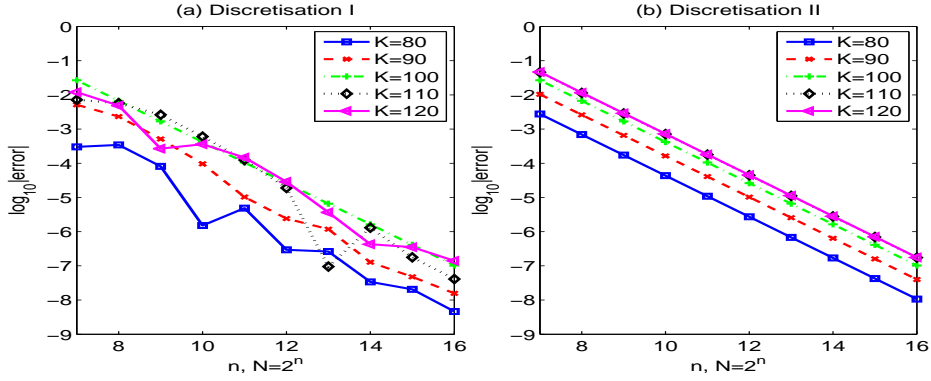 (a) Discretisation I
0
−1
−2
−3
−4
−5
−6
−7
−8
−9
log10|error|
8 10 12 14 16
n, N=2^n
K=80
K=90
K=100
K=110
K=120
(b) Discretisation II
0
−1
−2
−3
−4
−5
−6
−7
−8
−9
log10|error|
8 10 12 14 16
n, N=2^n
K=80
K=90
K=100
K=110
K=120